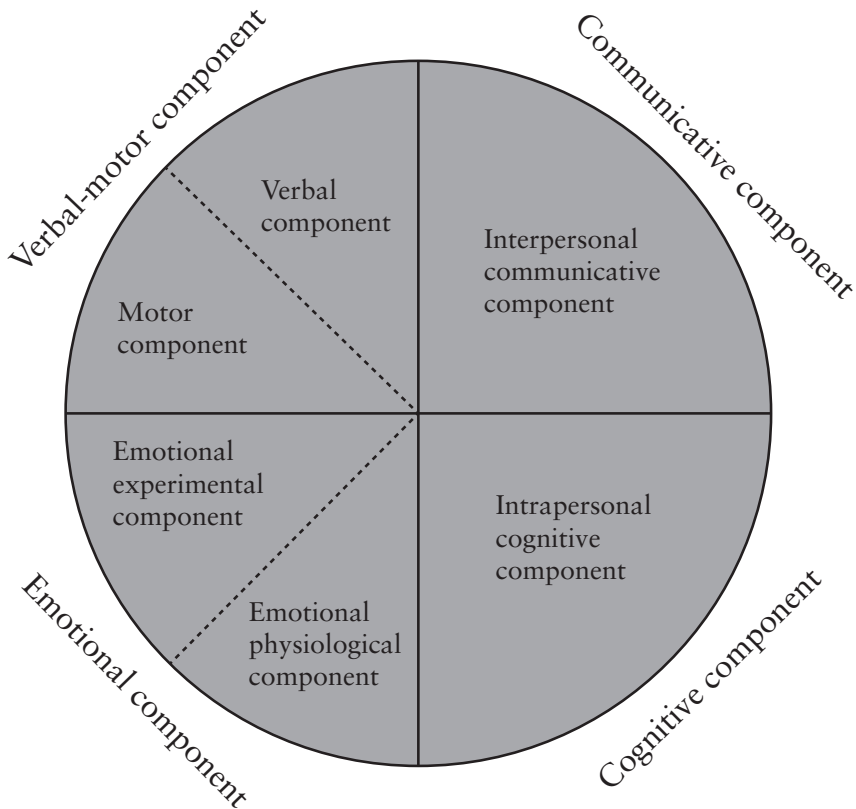 Verbal-motor component
Communicative component
Verbal
component
Interpersonal
communicative
component
Motor
component
Emotional
experimental
component
Intrapersonal
cognitive
component
Emotional
physiological
component
Emotional component
Cognitive component